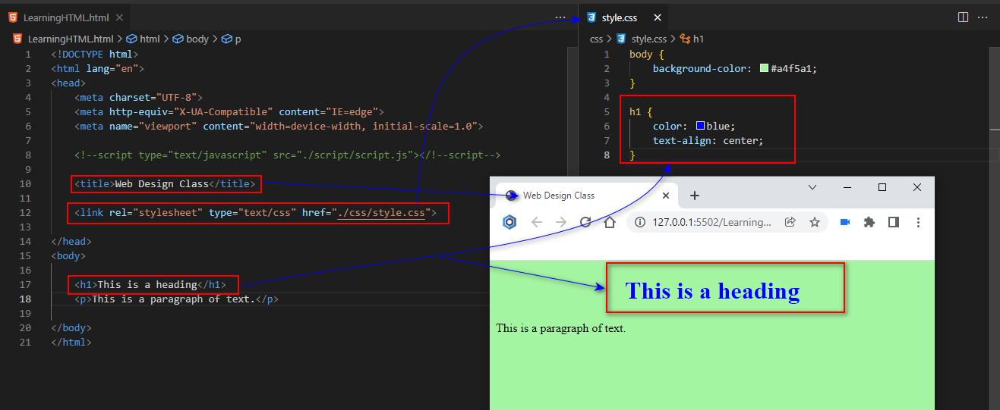 LearningHTML.html
LearningHTML.html > html > body > p
1 <!DOCTYPE html>
2 <html lang="en">
3 <head>
4 <meta charset="UTF-8">
5 <meta http-equiv="X-UA-Compatible" content="IE=edge">
6 <meta name="viewport" content="width=device-width, initial-scale=1.0">
7
8 <!--script type="text/javascript" src="./script/script.js"></!--script-->
9
10 <title>Web Design Class</title>
11
12 <link rel="stylesheet" type="text/css" href="./css/style.css">
13
14 </head>
15 <body>
16
17 <h1>This is a heading</h1>
18 <p>This is a paragraph of text.</p>
19
20 </body>
21 </html>
style.css
css > style.css > h1
1 body {
2 background-color: #a4f5a1;
3 }
4
5 h1 {
6 color: blue;
7 text-align: center;
8 }
Web Design Class
127.0.0.1:5502/Learning...
This is a heading
This is a paragraph of text.